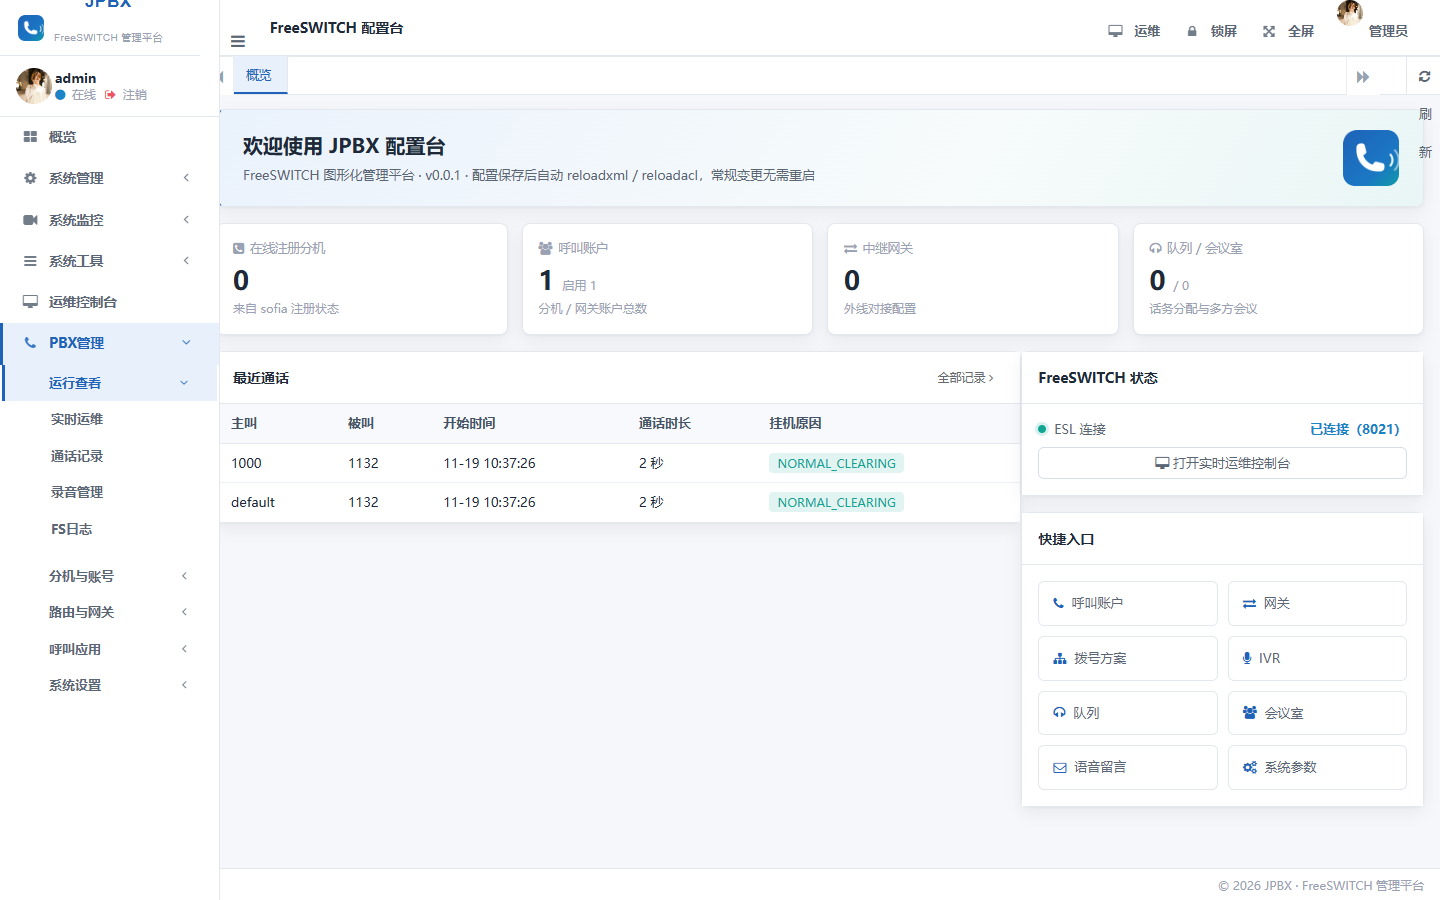 JPBX
FreeSWITCH 管理平台
FreeSWITCH 配置台
运维
锁屏
全屏
管理员
admin
在线
注销
概览
刷
新
概览
系统管理
系统监控
系统工具
运维控制台
PBX管理
运行查看
实时运维
通话记录
录音管理
FS日志
分机与账号
路由与网关
呼叫应用
系统设置
欢迎使用 JPBX 配置台
FreeSWITCH 图形化管理平台 · v0.0.1 · 配置保存后自动 reloadxml / reloadacl，常规变更无需重启
在线注册分机
0
来自 sofia 注册状态
呼叫账户
1 启用 1
分机 / 网关账户总数
中继网关
0
外线对接配置
队列 / 会议室
0 / 0
话务分配与多方会议
最近通话
全部记录 ›
主叫 被叫 开始时间 通话时长 挂机原因
1000 1132 11-19 10:37:26 2 秒 NORMAL_CLEARING
default 1132 11-19 10:37:26 2 秒 NORMAL_CLEARING
FreeSWITCH 状态
ESL 连接 已连接（8021）
打开实时运维控制台
快捷入口
呼叫账户
网关
拨号方案
IVR
队列
会议室
语音留言
系统参数
© 2026 JPBX · FreeSWITCH 管理平台